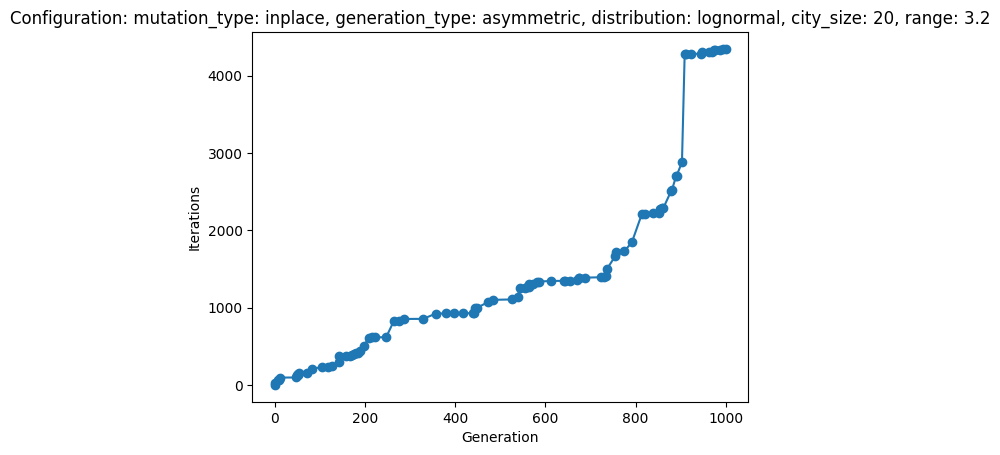 Configuration: mutation_type: inplace, generation_type: asymmetric, distribution: lognormal, city_size: 20, range: 3.2
4000
3000
2000
1000
0
Iterations
0 200 400 600 800 1000
Generation